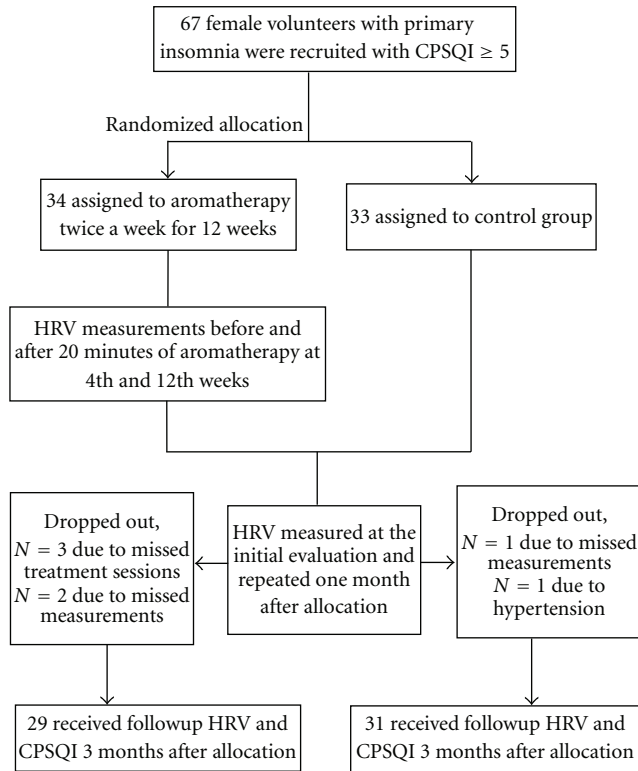 67 female volunteers with primary
insomnia were recruited with CPSQI ≥ 5
Randomized allocation
34 assigned to aromatherapy
twice a week for 12 weeks
33 assigned to control group
HRV measurements before and
after 20 minutes of aromatherapy at
4th and 12th weeks
Dropped out,
N = 3 due to missed
treatment sessions
N = 2 due to missed
measurements
HRV measured at the
initial evaluation and
repeated one month
after allocation
Dropped out,
N = 1 due to missed
measurements
N = 1 due to
hypertension
29 received followup HRV and
CPSQI 3 months after allocation
31 received followup HRV and
CPSQI 3 months after allocation